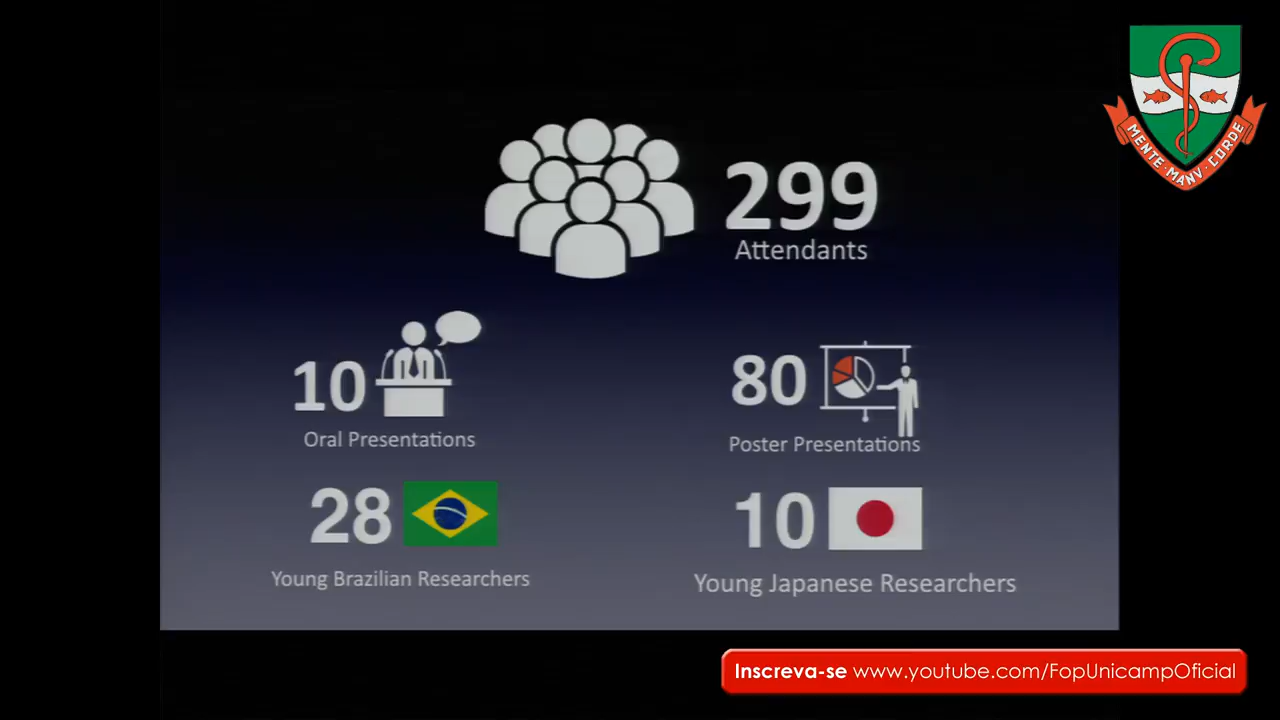 299
Attendants
10
Oral Presentations
80
Poster Presentations
28
Young Brazilian Researchers
10
Young Japanese Researchers
MENTE·MANV·CORDE
Inscreva-se www.youtube.com/FopUnicampOficial